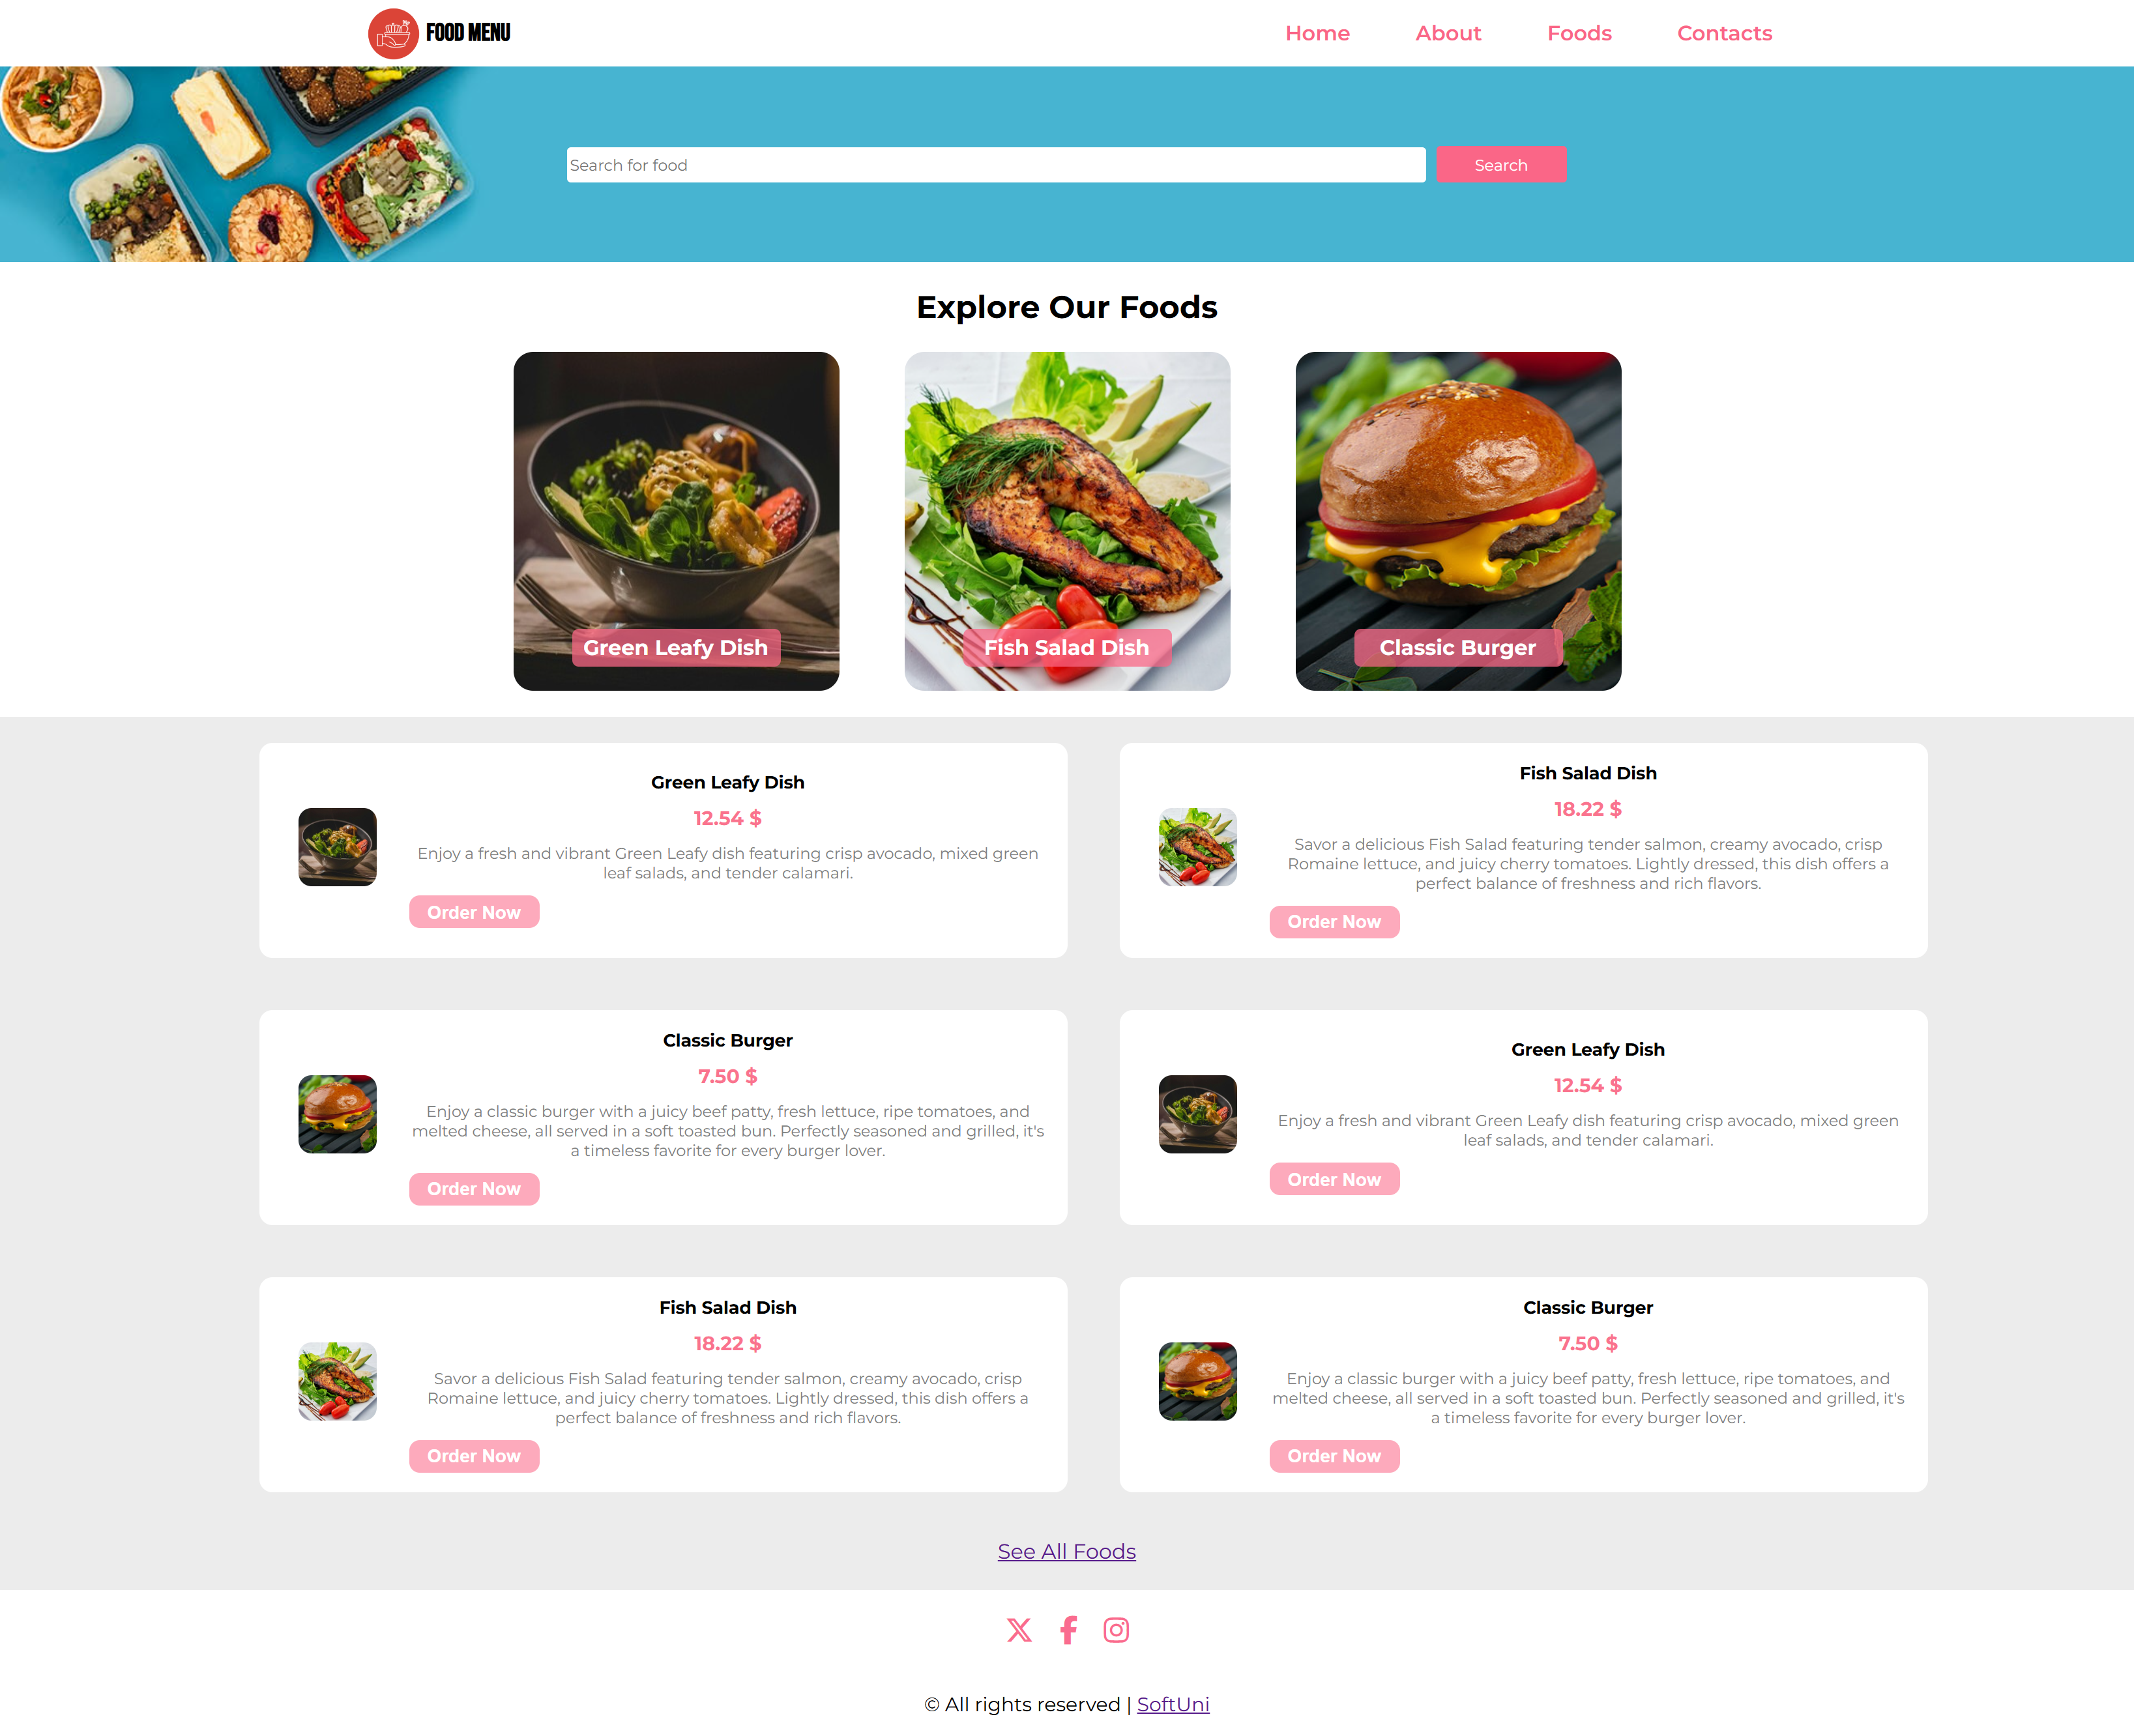 FOOD MENU
Home
About
Foods
Contacts
Search for food
Search
Explore Our Foods
Green Leafy Dish
Fish Salad Dish
Classic Burger
Green Leafy Dish
12.54 $
Enjoy a fresh and vibrant Green Leafy dish featuring crisp avocado, mixed green
leaf salads, and tender calamari.
Order Now
Fish Salad Dish
18.22 $
Savor a delicious Fish Salad featuring tender salmon, creamy avocado, crisp
Romaine lettuce, and juicy cherry tomatoes. Lightly dressed, this dish offers a
perfect balance of freshness and rich flavors.
Order Now
Classic Burger
7.50 $
Enjoy a classic burger with a juicy beef patty, fresh lettuce, ripe tomatoes, and
melted cheese, all served in a soft toasted bun. Perfectly seasoned and grilled, it's
a timeless favorite for every burger lover.
Order Now
Green Leafy Dish
12.54 $
Enjoy a fresh and vibrant Green Leafy dish featuring crisp avocado, mixed green
leaf salads, and tender calamari.
Order Now
Fish Salad Dish
18.22 $
Savor a delicious Fish Salad featuring tender salmon, creamy avocado, crisp
Romaine lettuce, and juicy cherry tomatoes. Lightly dressed, this dish offers a
perfect balance of freshness and rich flavors.
Order Now
Classic Burger
7.50 $
Enjoy a classic burger with a juicy beef patty, fresh lettuce, ripe tomatoes, and
melted cheese, all served in a soft toasted bun. Perfectly seasoned and grilled, it's
a timeless favorite for every burger lover.
Order Now
See All Foods
© All rights reserved | SoftUni